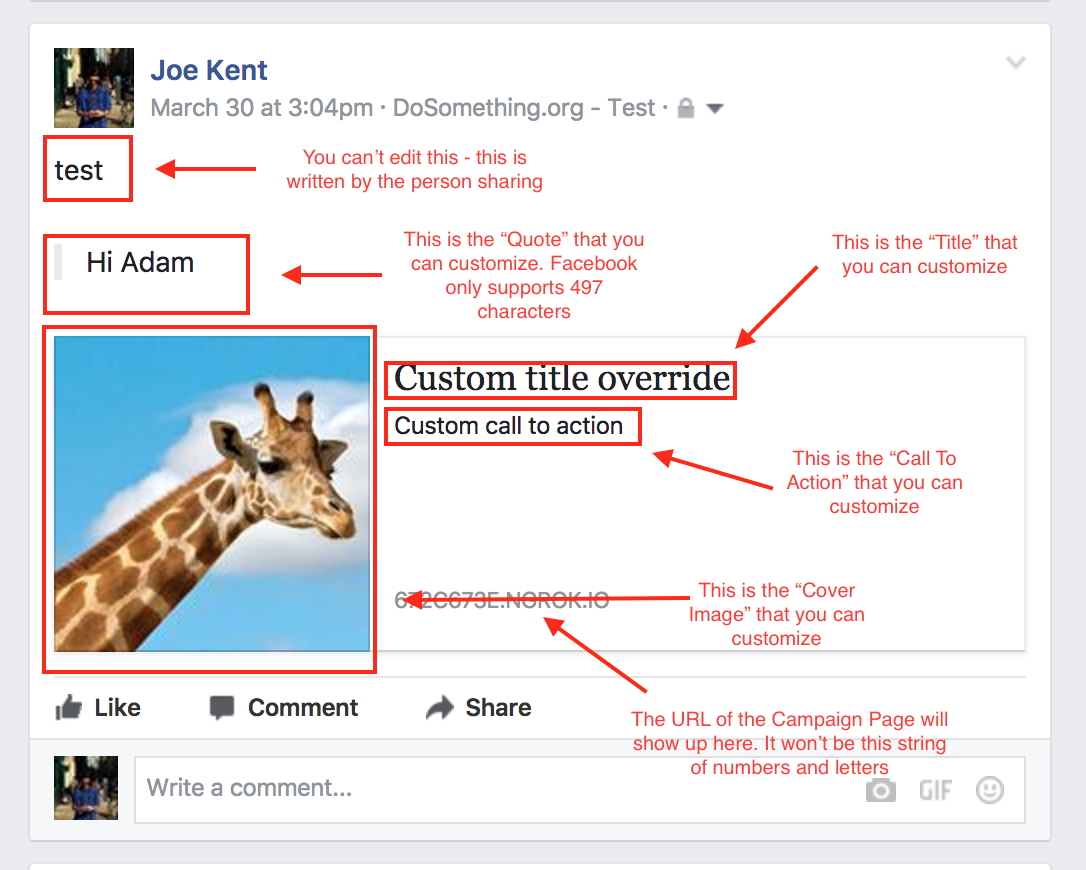 Joe Kent
March 30 at 3:04pm · DoSomething.org - Test ·
test
You can’t edit this - this is
written by the person sharing
Hi Adam
This is the “Quote” that you
can customize. Facebook
only supports 497
characters
This is the “Title” that
you can customize
Custom title override
Custom call to action
This is the “Call To
Action” that you can
customize
672C673E.NGROK.IO
This is the “Cover
Image” that you can
customize
The URL of the Campaign Page will
show up here. It won’t be this string
of numbers and letters
Like
Comment
Share
Write a comment...
GIF